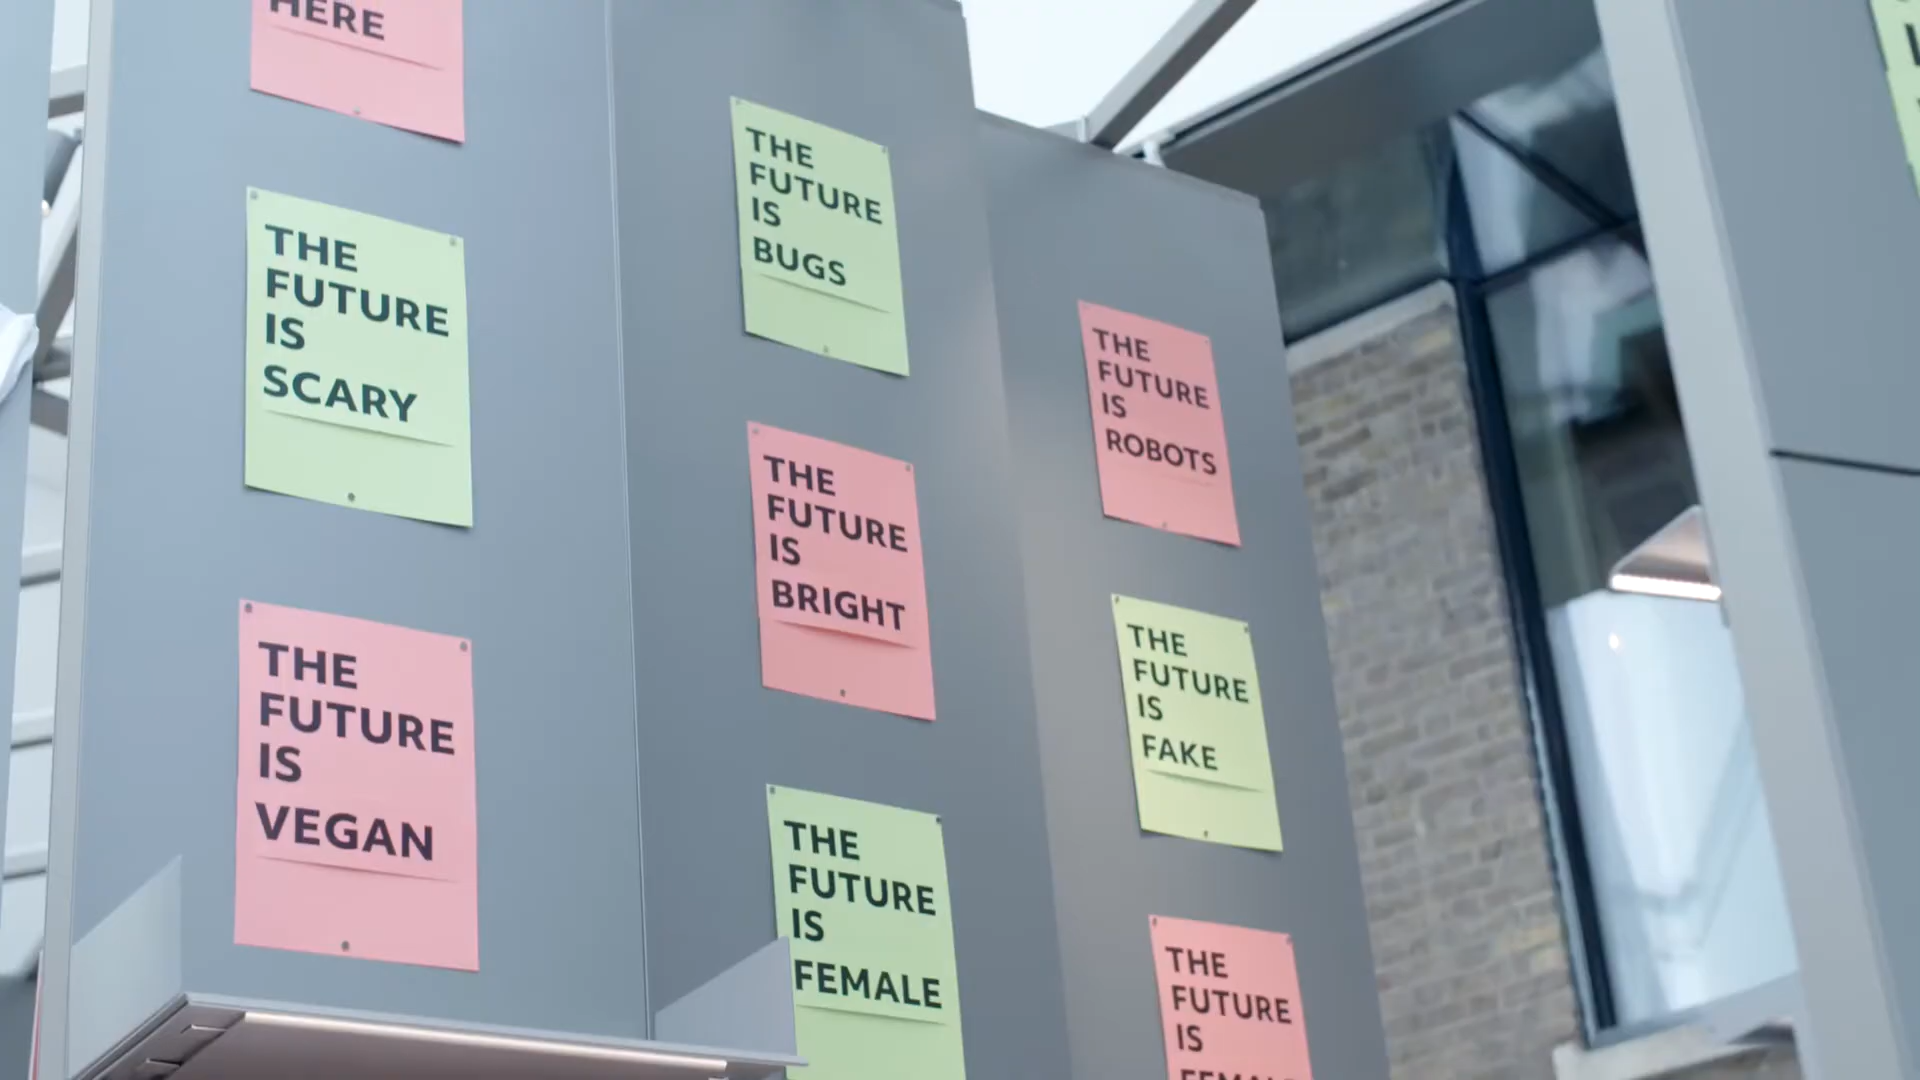 HERE
THE
FUTURE
IS
SCARY
THE
FUTURE
IS
VEGAN
THE
FUTURE
IS
BUGS
THE
FUTURE
IS
BRIGHT
THE
FUTURE
IS
FEMALE
THE
FUTURE
IS
ROBOTS
THE
FUTURE
IS
FAKE
THE
FUTURE
IS